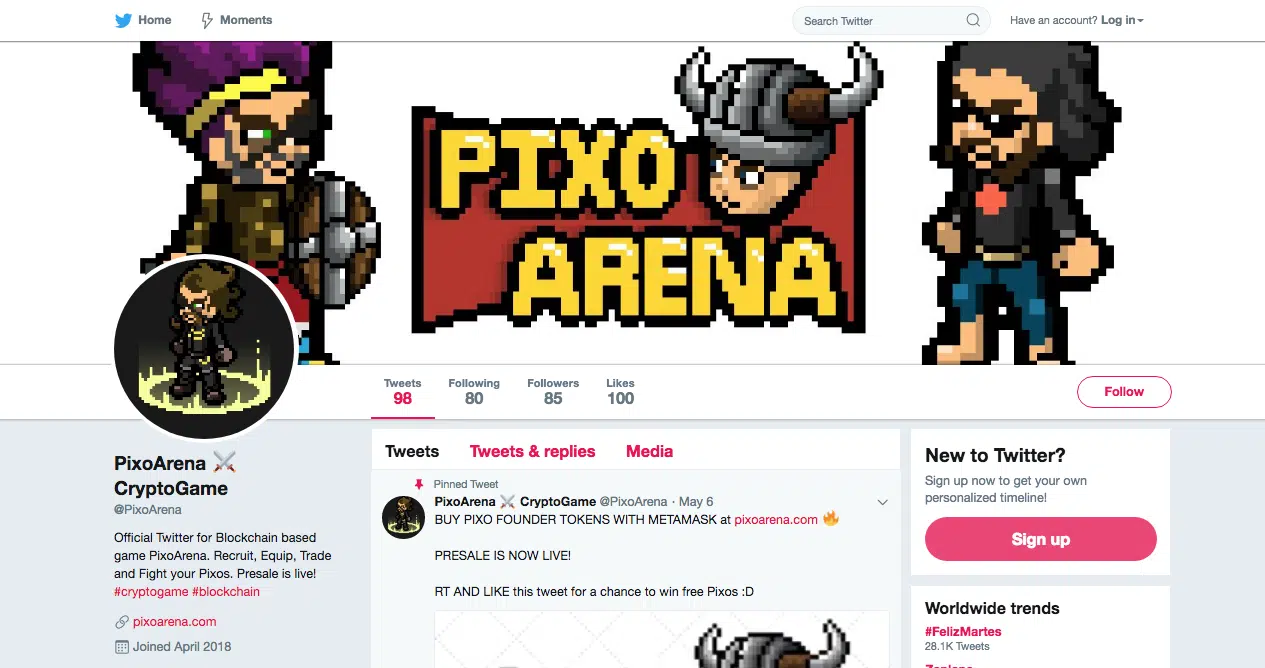 Home
Moments
Search Twitter
Have an account? Log in
PIXO
ARENA
Tweets
98
Following
80
Followers
85
Likes
100
Follow
PixoArena ⚔️
CryptoGame
@PixoArena
Official Twitter for Blockchain based
game PixoArena. Recruit, Equip, Trade
and Fight your Pixos. Presale is live!
#cryptogame #blockchain
pixoarena.com
Joined April 2018
Tweets
Tweets & replies
Media
Pinned Tweet
PixoArena ⚔️ CryptoGame @PixoArena · May 6
BUY PIXO FOUNDER TOKENS WITH METAMASK at pixoarena.com 🔥
PRESALE IS NOW LIVE!
RT AND LIKE this tweet for a chance to win free Pixos :D
New to Twitter?
Sign up now to get your own
personalized timeline!
Sign up
Worldwide trends
#FelizMartes
28.1K Tweets